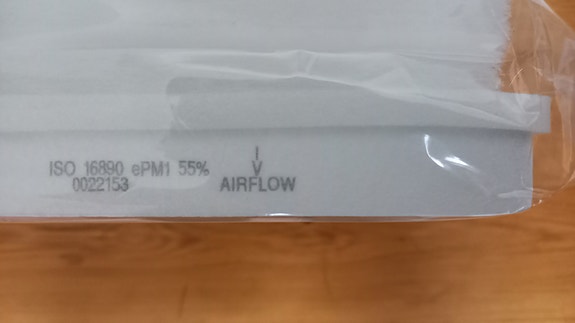 ISO 16890 ePM1 55%
0022153
I
V
AIRFLOW